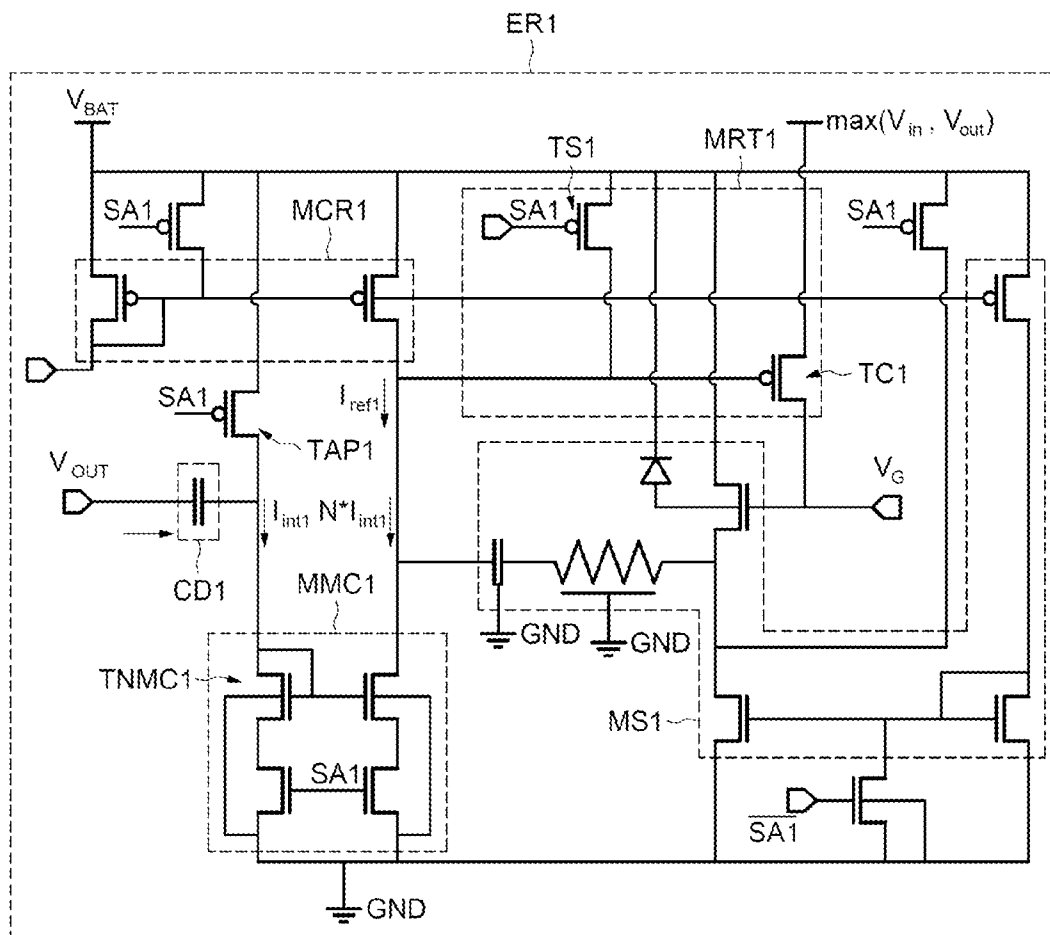 ER1
V_BAT
max(V_in , V_out)
TS1
MRT1
SA1
MCR1
SA1
SA1
SA1
I_ref1
TC1
TAP1
V_OUT
V_G
I_int1
N*I_int1
CD1
MMC1
GND
GND
TNMC1
MS1
SA1
S̅A̅1̅
GND